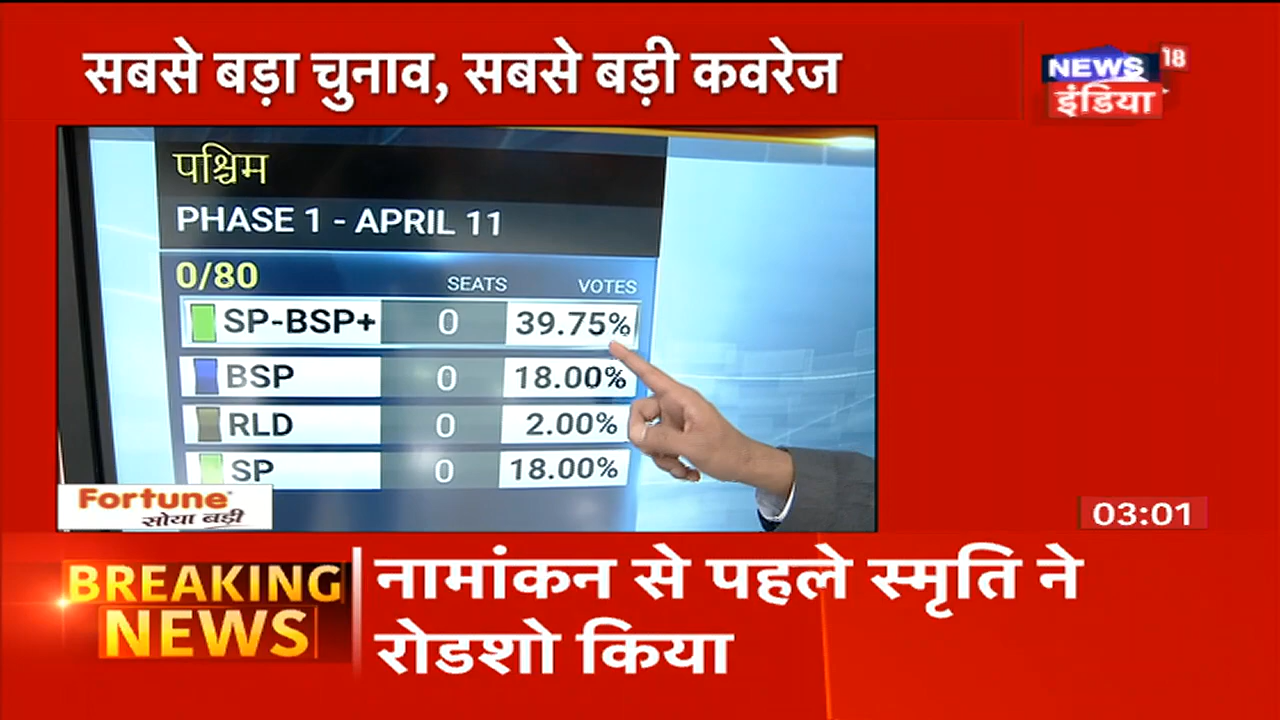 सबसे बड़ा चुनाव, सबसे बड़ी कवरेज
NEWS 18
इंडिया
पश्चिम
PHASE 1 - APRIL 11
0/80 SEATS VOTES
SP-BSP+ 0 39.75%
BSP 0 18.00%
RLD 0 2.00%
SP 0 18.00%
Fortune
सोया बड़ी
03:01
BREAKING NEWS
नामांकन से पहले स्मृति ने
रोडशो किया